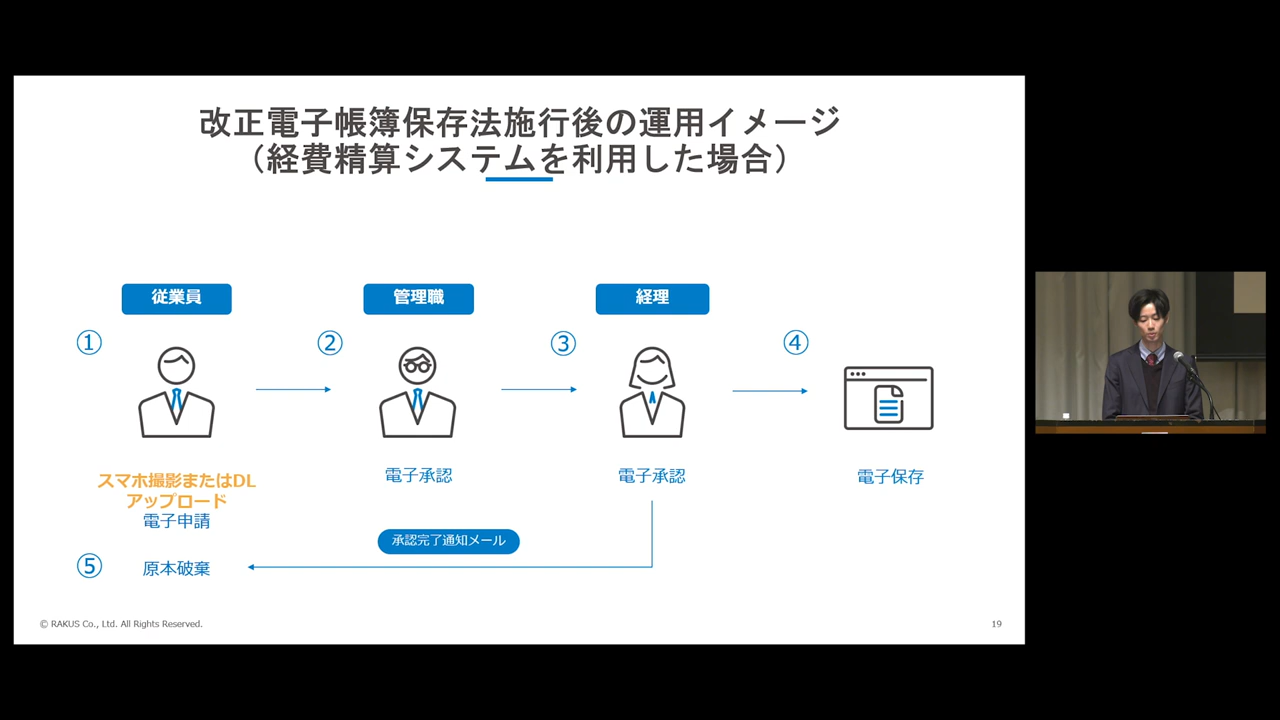 改正電子帳簿保存法施行後の運用イメージ
（経費精算システムを利用した場合）
従業員
管理職
経理
①
②
③
④
スマホ撮影またはDL
アップロード
電子申請
電子承認
電子承認
電子保存
承認完了通知メール
⑤
原本破棄
© RAKUS Co., Ltd. All Rights Reserved.
19